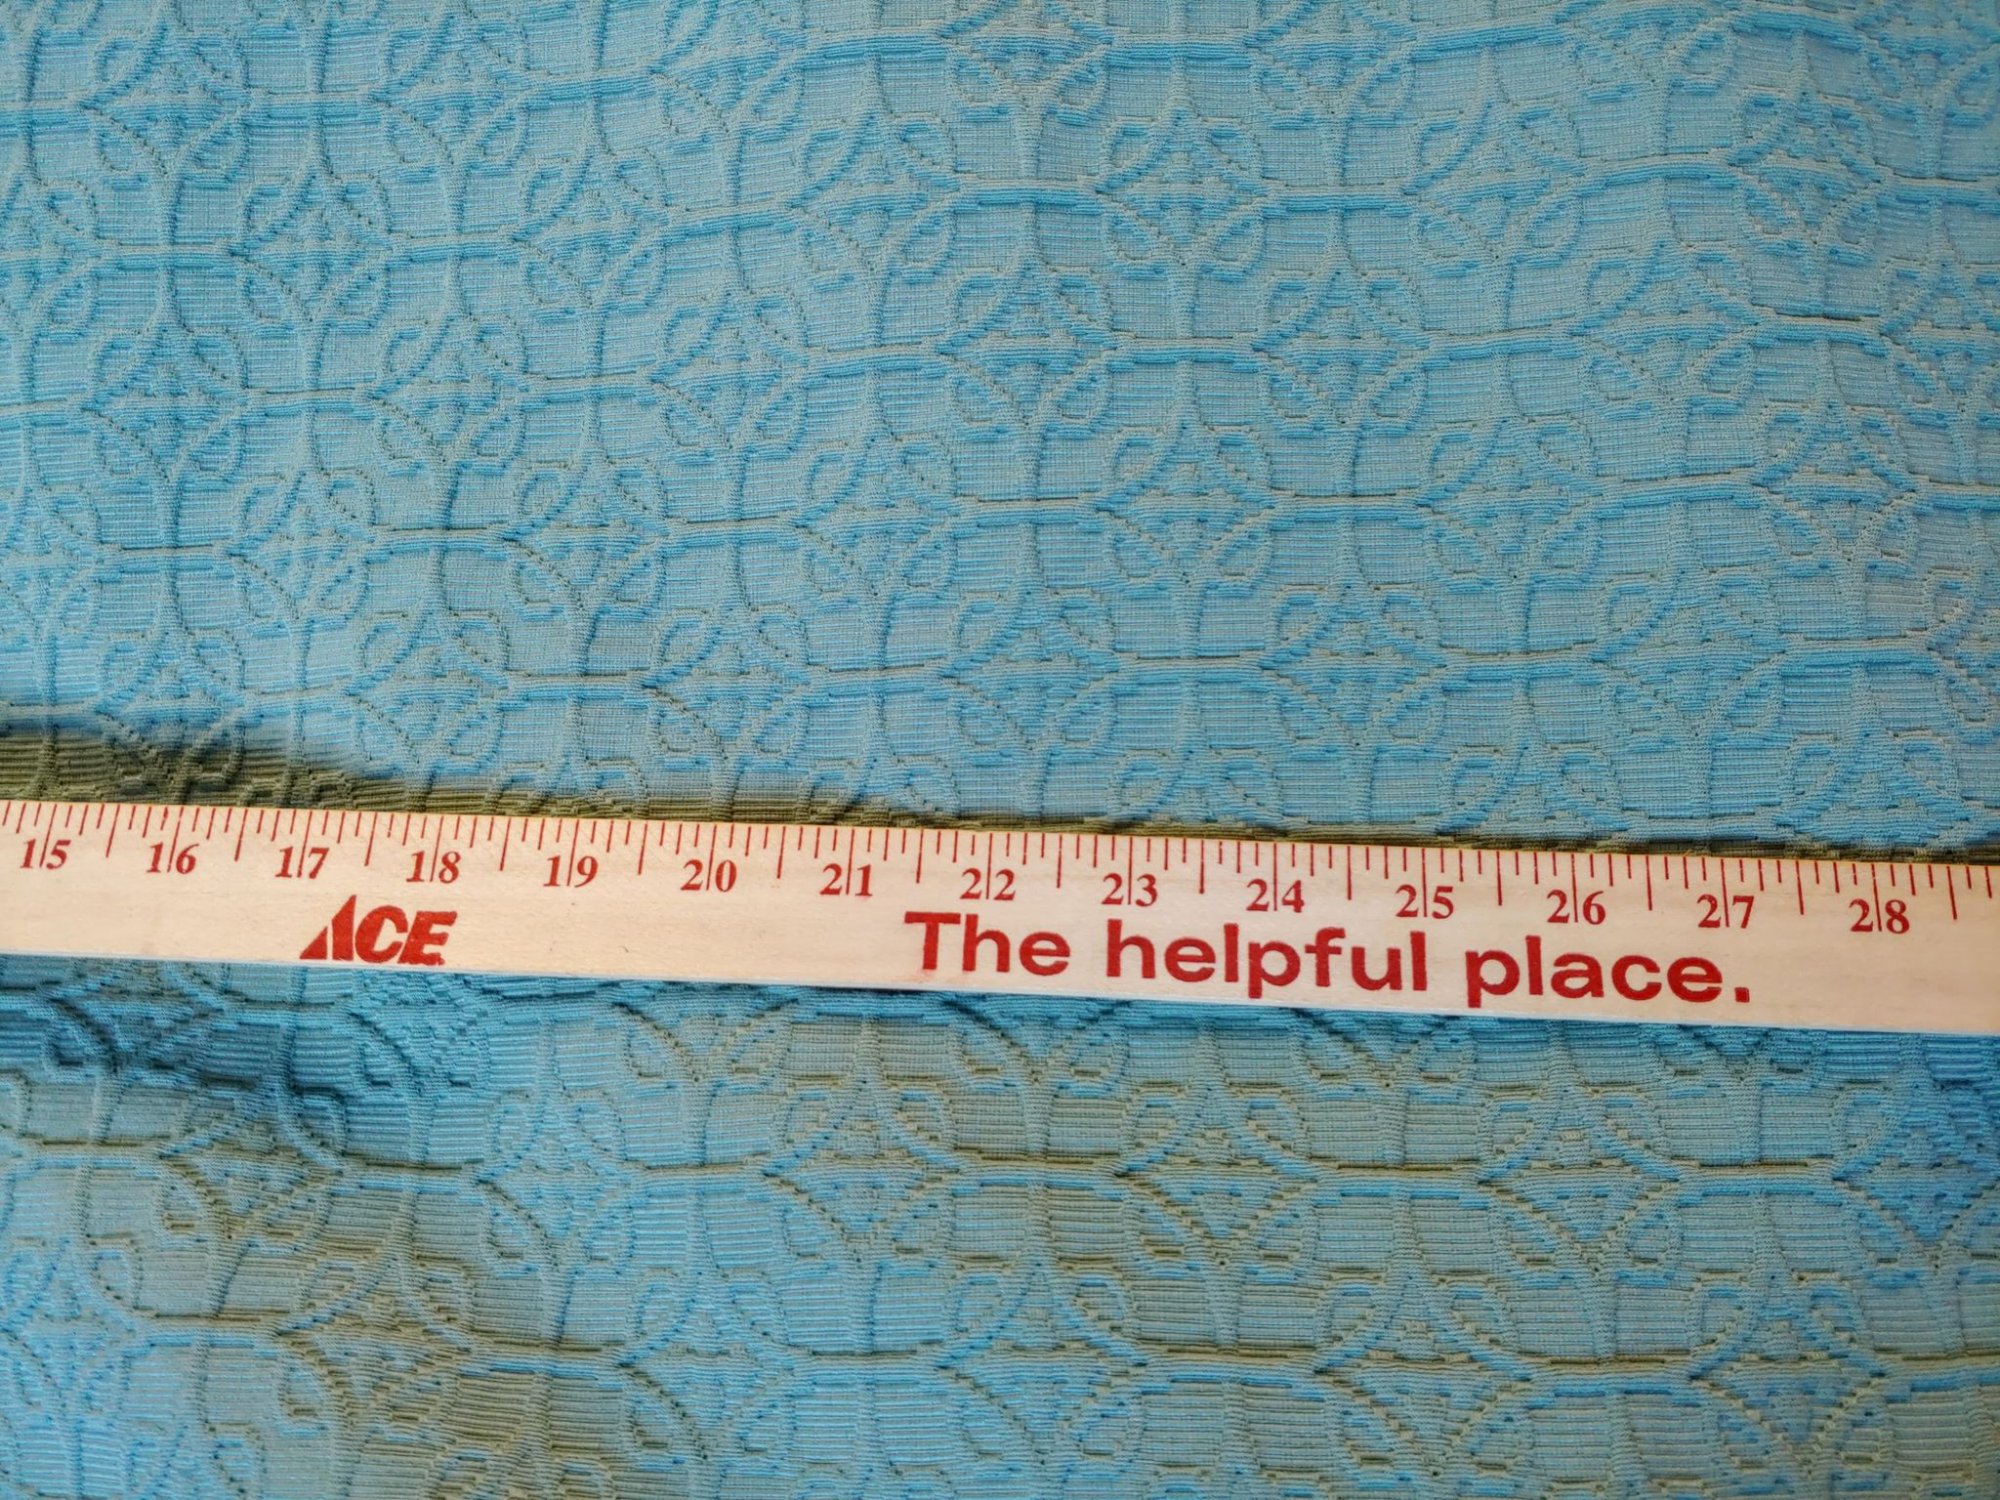 15 16 17 18 19 20 21 22 23 24 25 26 27 28
ACE The helpful place.